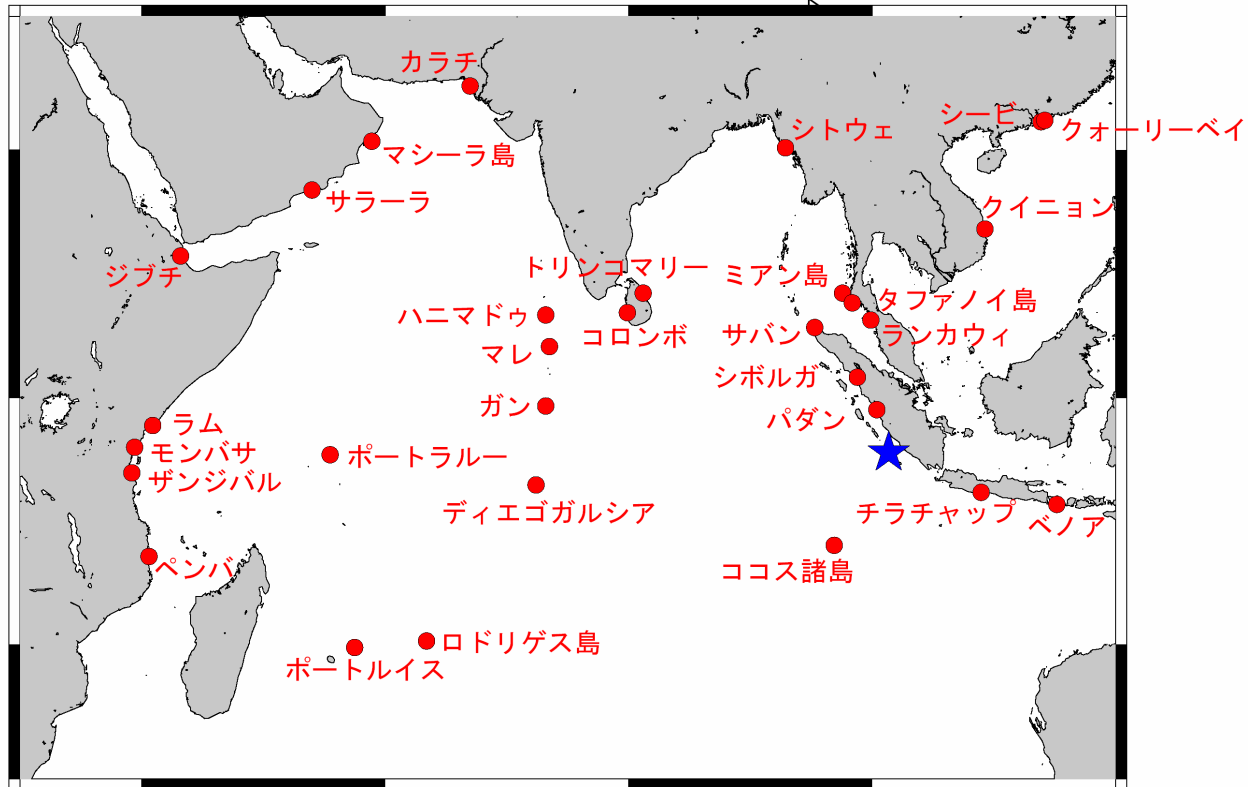 カラチ
シービ
クォーリーベイ
シトウェ
マシーラ島
サラーラ
クイニョン
ジブチ
トリンコマリー
ミアン島
タファノイ島
ハニマドゥ
コロンボ
サバン
ランカウィ
マレ
シボルガ
ガン
パダン
ラム
モンバサ
ポートラルー
ザンジバル
ディエゴガルシア
チラチャップ
ベノア
ペンバ
ココス諸島
ロドリゲス島
ポートルイス